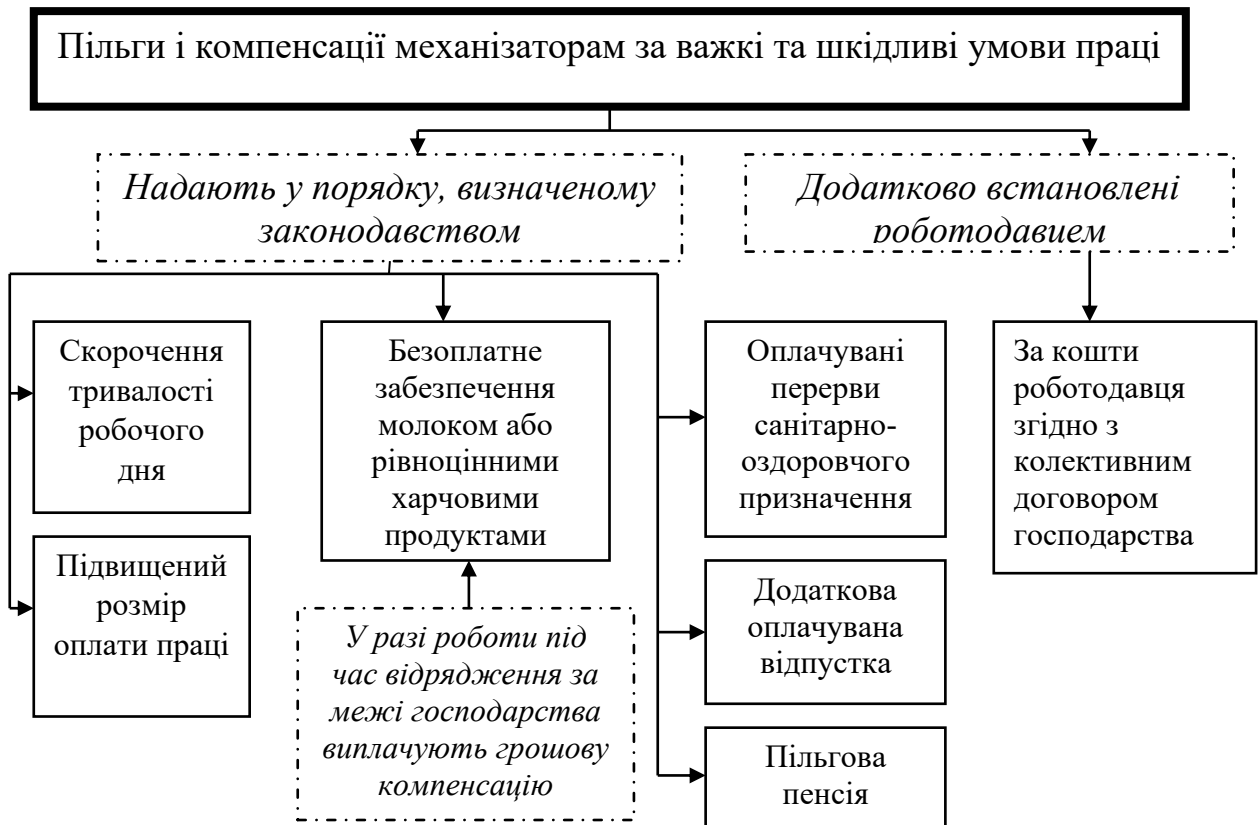 Пільги і компенсації механізаторам за важкі та шкідливі умови праці
Надають у порядку, визначеному
законодавством
Додатково встановлені
роботодавцем
Скорочення
тривалості
робочого
дня
Підвищений
розмір
оплати праці
Безоплатне
забезпечення
молоком або
рівноцінними
харчовими
продуктами
У разі роботи під
час відрядження за
межі господарства
виплачують грошову
компенсацію
Оплачувані
перерви
санітарно-
оздоровчого
призначення
Додаткова
оплачувана
відпустка
Пільгова
пенсія
За кошти
роботодавця
згідно з
колективним
договором
господарства